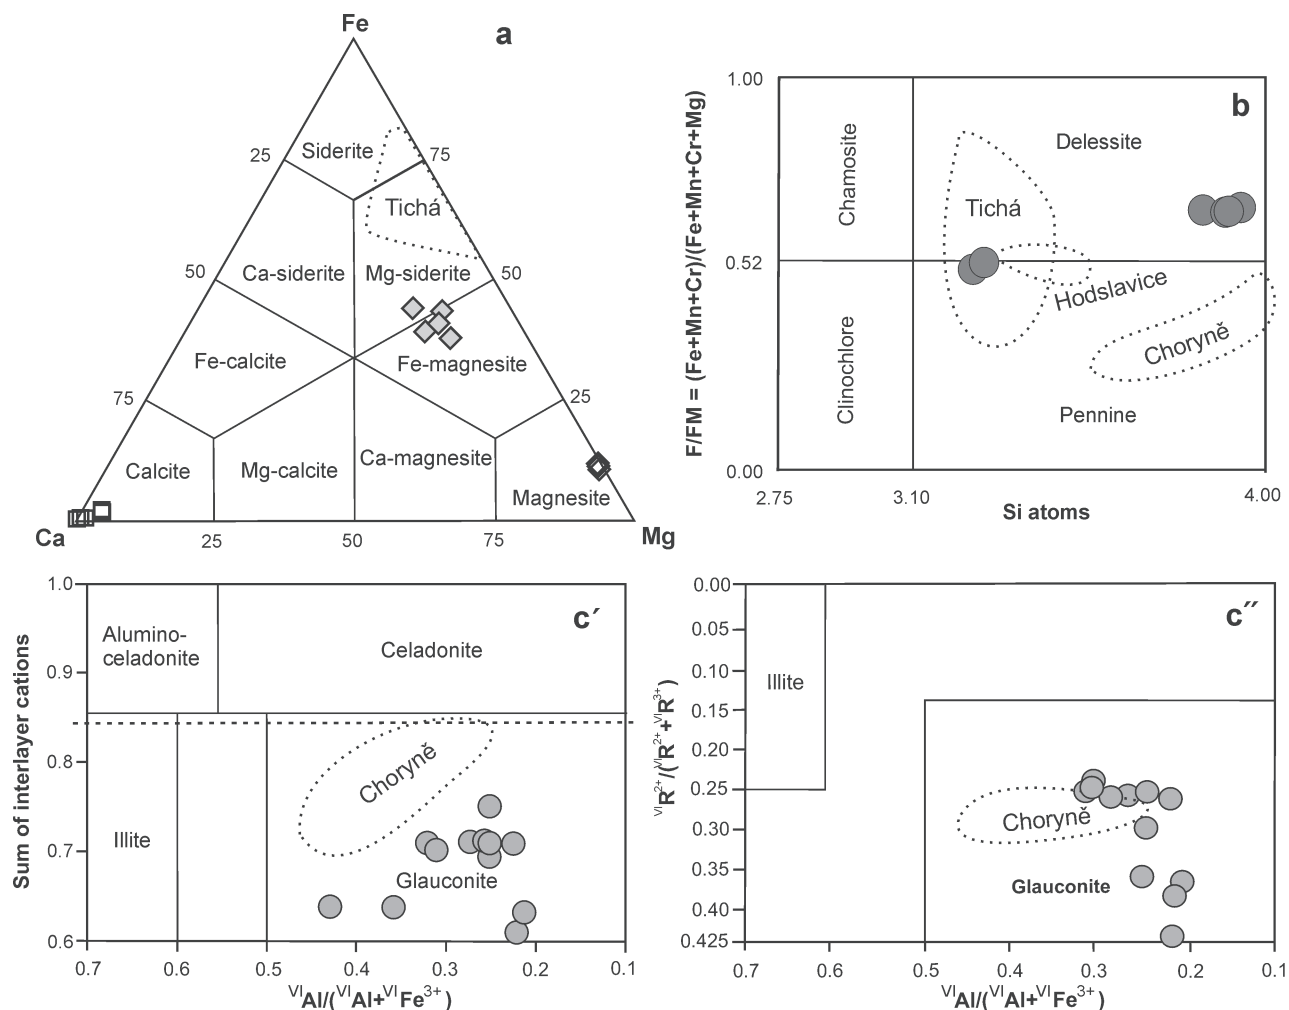 Fe
a
Siderite
25
75
Tichá
50
Ca-siderite
Mg-siderite
50
Fe-calcite
Fe-magnesite
75
25
Calcite
Mg-calcite
Ca-magnesite
Magnesite
Ca
25
50
75
Mg
F/FM = (Fe+Mn+Cr)/(Fe+Mn+Cr+Mg)
1.00
b
Chamosite
Delessite
Tichá
0.52
Hodslavice
Clinochlore
Choryně
Pennine
0.00
2.75
3.10
4.00
Si atoms
Sum of interlayer cations
1.0
c′
Alumino-
celadonite
Celadonite
0.9
0.8
Choryně
Illite
0.7
Glauconite
0.6
0.7
0.6
0.5
0.4
0.3
0.2
0.1
VIAl/(VIAl+VIFe3+)
VIR2+/(VIR2++VIR3+)
0.00
c″
0.05
Illite
0.10
0.15
0.20
0.25
0.30
Choryně
0.35
Glauconite
0.40
0.425
0.7
0.6
0.5
0.4
0.3
0.2
0.1
VIAl/(VIAl+VIFe3+)